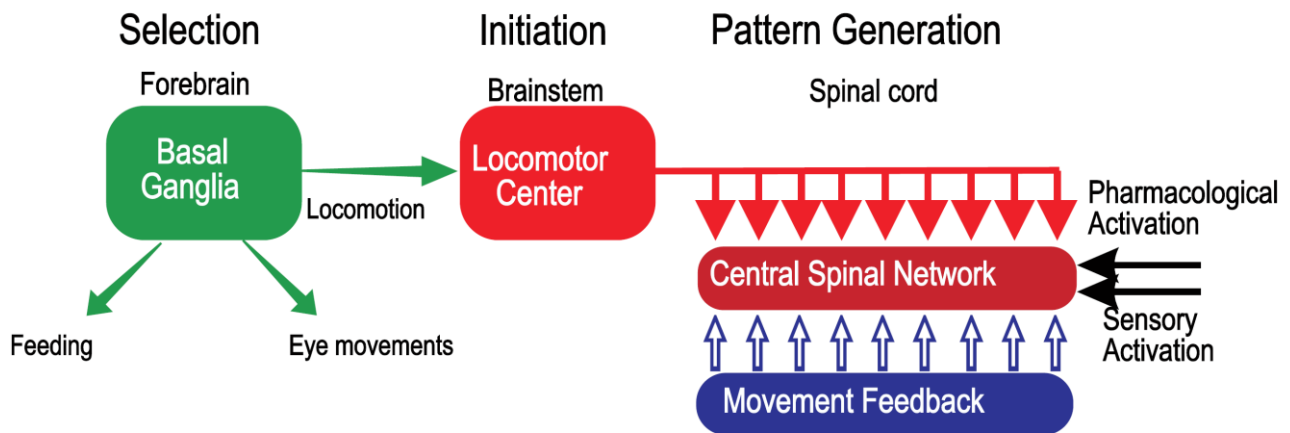 Selection
Initiation
Pattern Generation
Forebrain
Brainstem
Spinal cord
Basal
Ganglia
Locomotion
Locomotor
Center
Pharmacological
Activation
Central Spinal Network
Sensory
Activation
Feeding
Eye movements
Movement Feedback